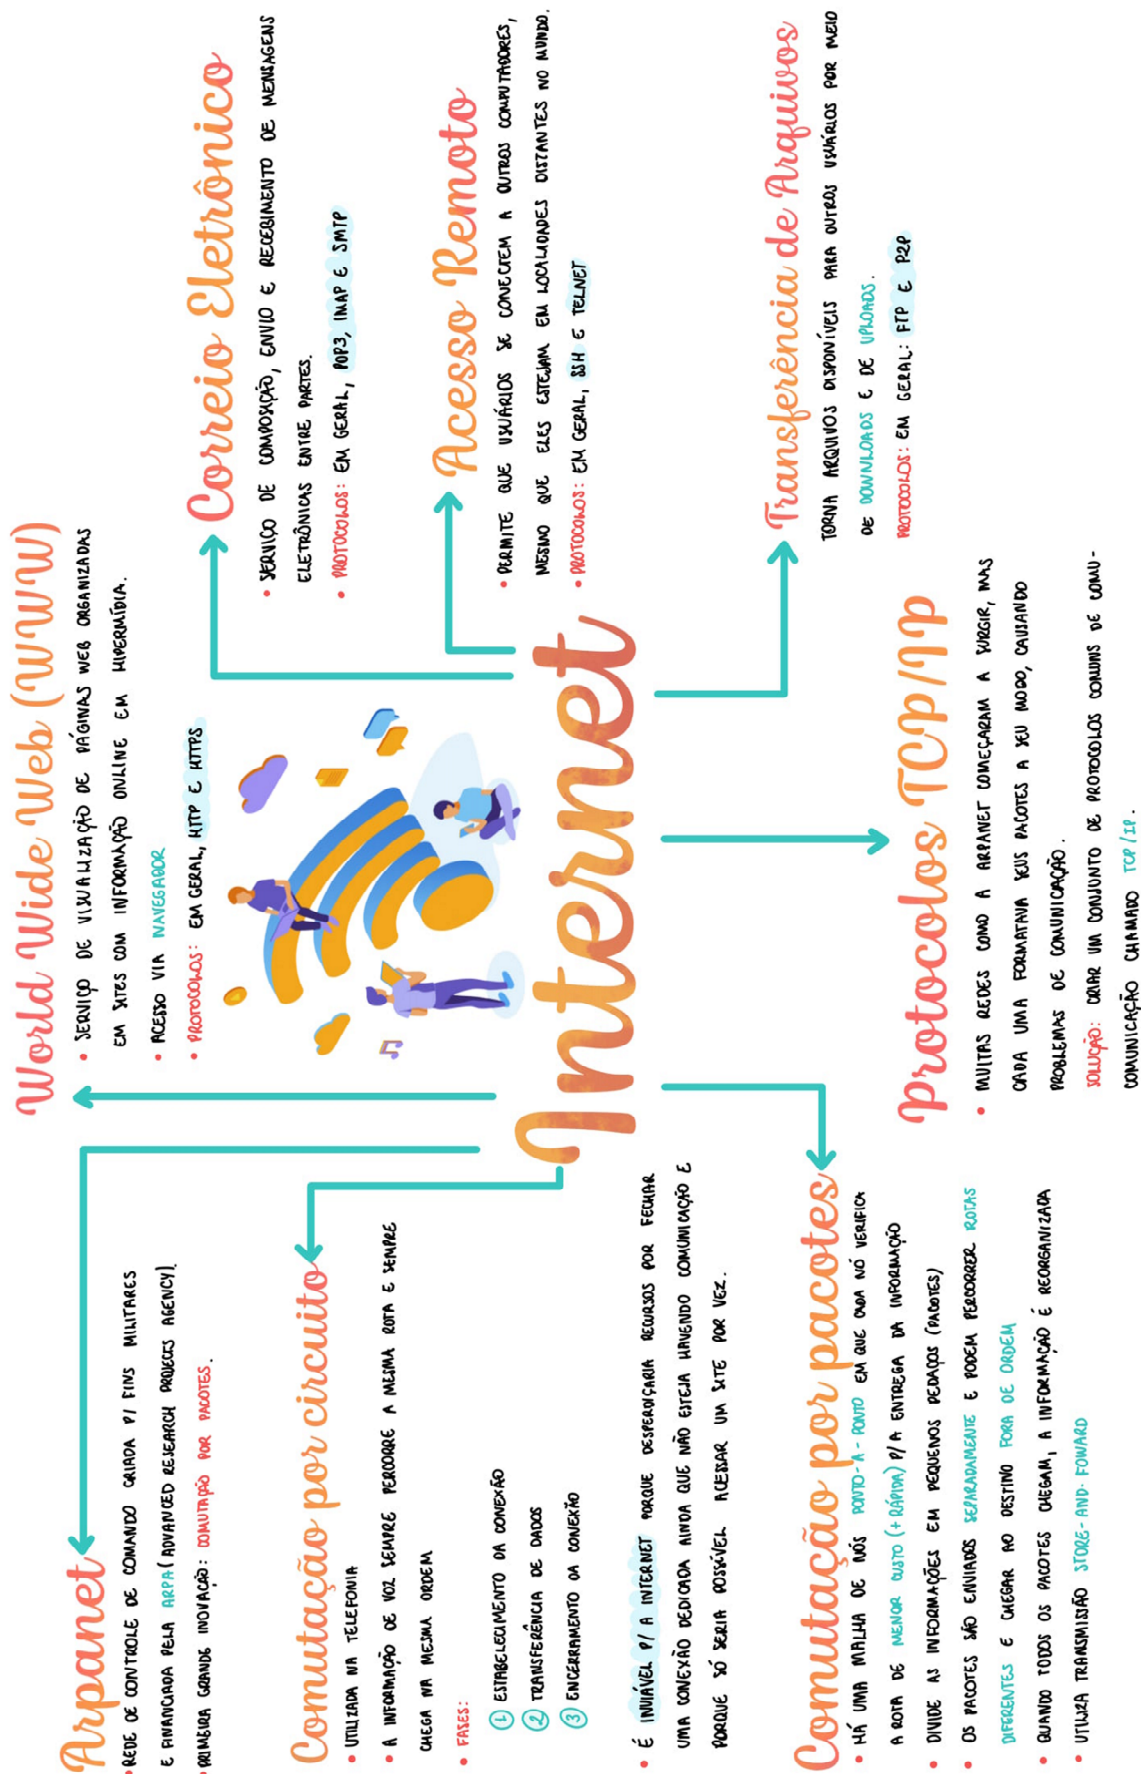 Arpanet
• REDE DE CONTROLE DE COMANDO CRIADA P/ FINS MILITARES
E FINANCIADA PELA ARPA (ADVANCED RESEARCH PROJECTS AGENCY).
• PRIMEIRA GRANDE INOVAÇÃO: COMUTAÇÃO POR PACOTES.
World Wide Web (WWW)
• SERVIÇO DE VISUALIZAÇÃO DE PÁGINAS WEB ORGANIZADAS
EM SITES COM INFORMAÇÃO ONLINE EM HIPERMÍDIA.
• ACESSO VIA NAVEGADOR
• PROTOCOLOS: EM GERAL, HTTP E HTTPS
Correio Eletrônico
• SERVIÇO DE COMPOSIÇÃO, ENVIO E RECEBIMENTO DE MENSAGENS
ELETRÔNICAS ENTRE PARTES.
• PROTOCOLOS: EM GERAL, POP3, IMAP E SMTP
Comutação por circuito
• UTILIZADA NA TELEFONIA
• A INFORMAÇÃO DE VOZ SEMPRE PERCORRE A MESMA ROTA E SEMPRE
CHEGA NA MESMA ORDEM
• FASES:
1 ESTABELECIMENTO DA CONEXÃO
2 TRANSFERÊNCIA DE DADOS
3 ENCERRAMENTO DA CONEXÃO
• É INVIÁVEL P/ A INTERNET PORQUE DESPERDIÇARIA RECURSOS POR FECHAR
UMA CONEXÃO DEDICADA AINDA QUE NÃO ESTEJA HAVENDO COMUNICAÇÃO E
PORQUE SÓ SERIA POSSÍVEL ACESSAR UM SITE POR VEZ.
Internet
Acesso Remoto
• PERMITE QUE USUÁRIOS SE CONECTEM A OUTROS COMPUTADORES,
MESMO QUE ELES ESTEJAM EM LOCALIDADES DISTANTES NO MUNDO.
• PROTOCOLOS: EM GERAL, SSH E TELNET
Comutação por pacotes
• HÁ UMA MALHA DE NÓS PONTO-A-PONTO EM QUE CADA NÓ VERIFICA
A ROTA DE MENOR CUSTO (+ RÁPIDA) P/ A ENTREGA DA INFORMAÇÃO
• DIVIDE AS INFORMAÇÕES EM PEQUENOS PEDAÇOS (PACOTES)
• OS PACOTES SÃO ENVIADOS SEPARADAMENTE E PODEM PERCORRER ROTAS
DIFERENTES E CHEGAR AO DESTINO FORA DE ORDEM
• QUANDO TODOS OS PACOTES CHEGAM, A INFORMAÇÃO É REORGANIZADA
• UTILIZA TRASMISSÃO STORE-AND-FOWARD
Protocolos TCP/IP
• MUITAS REDES COMO A ARPANET COMEÇARAM A SURGIR, MAS
CADA UMA FORMATAVA SEUS PACOTES A SEU MODO, CAUSANDO
PROBLEMAS DE COMUNICAÇÃO.
SOLUÇÃO: CRIAR UM CONJUNTO DE PROTOCOLOS COMUNS DE COMU-
COMUNICAÇÃO CHAMADO TCP/IP.
Transferência de Arquivos
TORNA ARQUIVOS DISPONÍVEIS PARA OUTROS USUÁRIOS POR MEIO
DE DOWNLOADS E DE UPLOADS.
PROTOCOLOS: EM GERAL: FTP E P2P